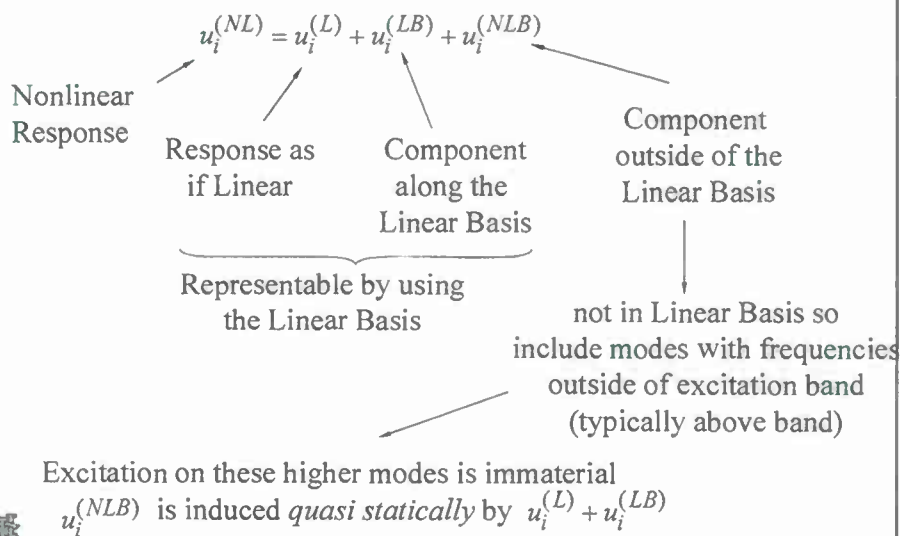 u_i^{(NL)} = u_i^{(L)} + u_i^{(LB)} + u_i^{(NLB)}
Nonlinear
Response
Response as
if Linear
Component
along the
Linear Basis
Component
outside of the
Linear Basis
Representable by using
the Linear Basis
not in Linear Basis so
include modes with frequencies
outside of excitation band
(typically above band)
Excitation on these higher modes is immaterial
u_i^{(NLB)} is induced quasi statically by u_i^{(L)} + u_i^{(LB)}